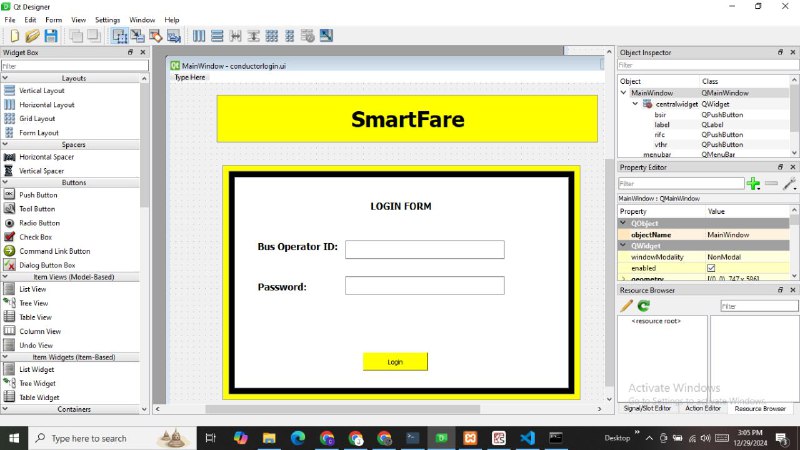 Qt Designer
File Edit Form View Settings Window Help
Widget Box
Filter
Layouts
Vertical Layout
Horizontal Layout
Grid Layout
Form Layout
Spacers
Horizontal Spacer
Vertical Spacer
Buttons
Push Button
Tool Button
Radio Button
Check Box
Command Link Button
Dialog Button Box
Item Views (Model-Based)
List View
Tree View
Table View
Column View
Undo View
Item Widgets (Item-Based)
List Widget
Tree Widget
Table Widget
Containers
MainWindow - conductorlogin.ui
Type Here
SmartFare
LOGIN FORM
Bus Operator ID:
Password:
Login
Object Inspector
Filter
Object Class
MainWindow QMainWindow
centralwidget QWidget
bsir QPushButton
label QLabel
rifc QPushButton
vthr QPushButton
menubar QMenuBar
Property Editor
Filter
MainWindow : QMainWindow
Property Value
QObject
objectName MainWindow
QWidget
windowModality NonModal
enabled
geometry [(0, 0), 747 x 596]
Resource Browser
Filter
<resource root>
Activate Windows
Go to Settings to activate Windows.
Signal/Slot Editor Action Editor Resource Browser
Type here to search
Desktop
3:05 PM
12/29/2024